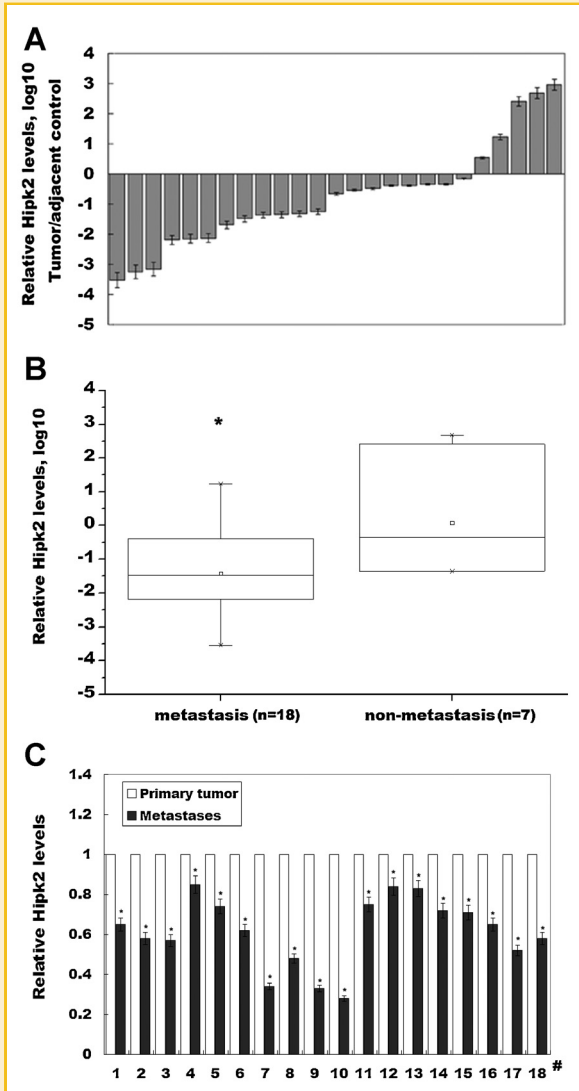 A
Relative Hipk2 levels, log10
Tumor/adjacent control
4
3
2
1
0
-1
-2
-3
-4
-5
B
Relative Hipk2 levels, log10
4
3
2
1
0
-1
-2
-3
-4
-5
*
metastasis (n=18)
non-metastasis (n=7)
C
Relative Hipk2 levels
1.4
1.2
1
0.8
0.6
0.4
0.2
0
Primary tumor
Metastases
* * * * * * * * * * * * * * * * * *
1 2 3 4 5 6 7 8 9 10 11 12 13 14 15 16 17 18 #